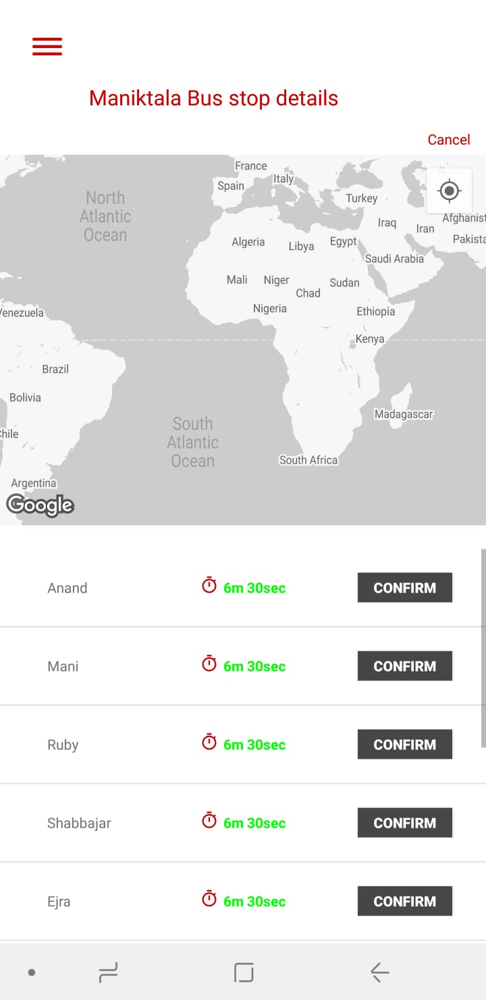 Maniktala Bus stop details
Cancel
France
Italy
Spain
North
Atlantic
Ocean
Turkey
Afghanist
Iraq
Iran
Pakista
Algeria
Libya
Egypt
Saudi Arabia
Mali
Niger
Chad
Sudan
Nigeria
Ethiopia
Venezuela
Kenya
Brazil
Bolivia
Madagascar
Chile
South
Atlantic
Ocean
South Africa
Argentina
Google
Anand 6m 30sec CONFIRM
Mani 6m 30sec CONFIRM
Ruby 6m 30sec CONFIRM
Shabbajar 6m 30sec CONFIRM
Ejra 6m 30sec CONFIRM